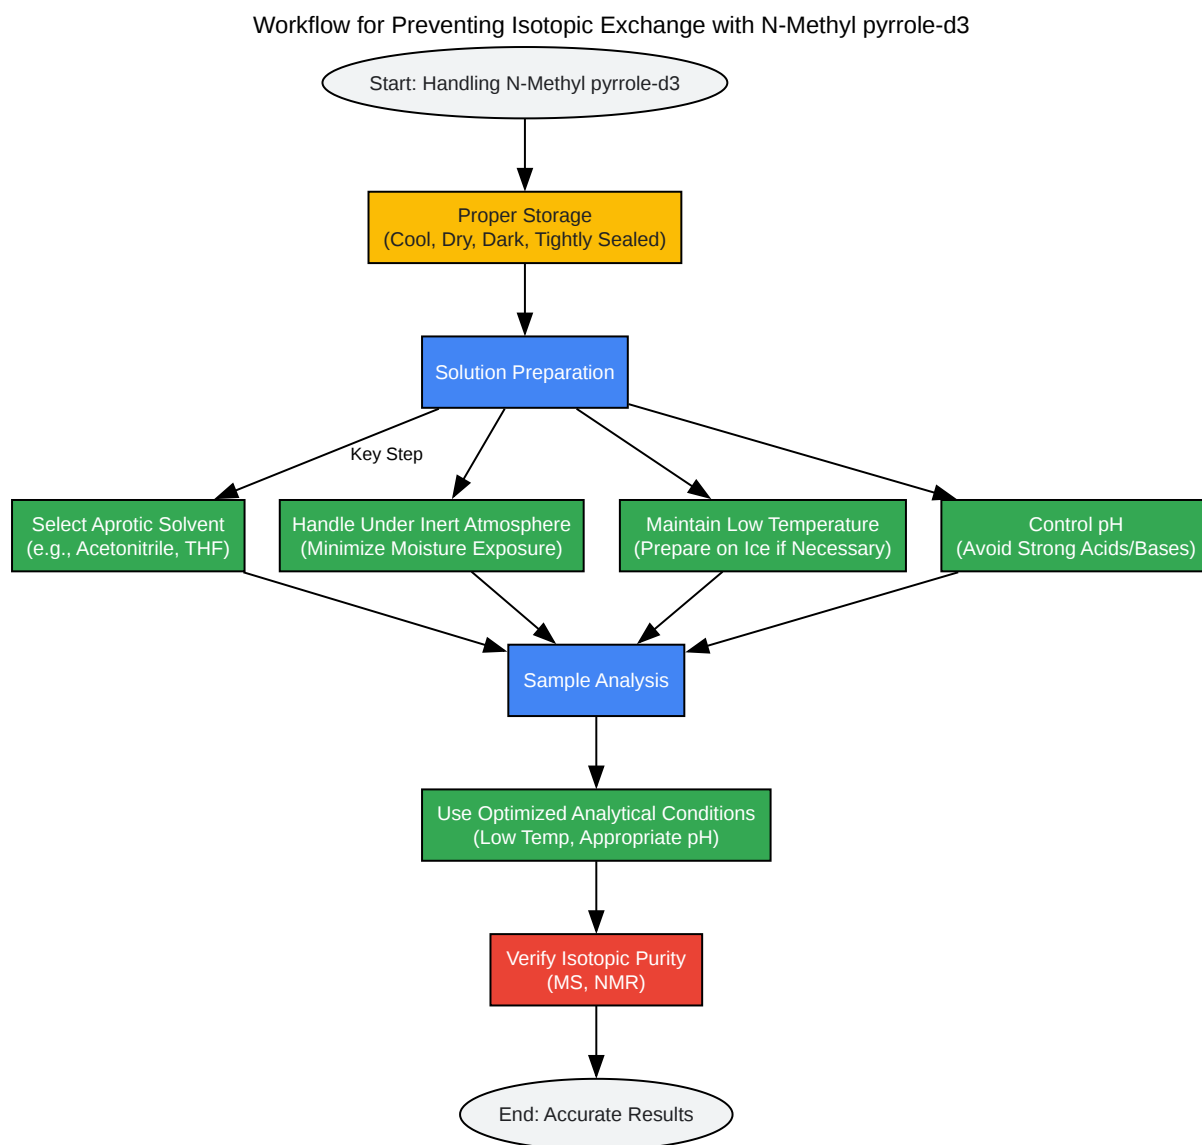 Workflow for Preventing Isotopic Exchange with N-Methyl pyrrole-d3
Start: Handling N-Methyl pyrrole-d3
Proper Storage
(Cool, Dry, Dark, Tightly Sealed)
Solution Preparation
Key Step
Select Aprotic Solvent
(e.g., Acetonitrile, THF)
Handle Under Inert Atmosphere
(Minimize Moisture Exposure)
Maintain Low Temperature
(Prepare on Ice if Necessary)
Control pH
(Avoid Strong Acids/Bases)
Sample Analysis
Use Optimized Analytical Conditions
(Low Temp, Appropriate pH)
Verify Isotopic Purity
(MS, NMR)
End: Accurate Results